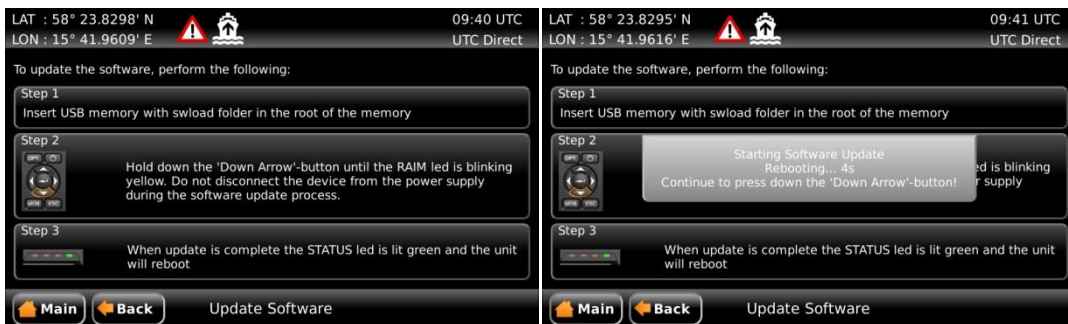 LAT : 58° 23.8298' N
LON : 15° 41.9609' E
09:40 UTC
UTC Direct
To update the software, perform the following:
Step 1
Insert USB memory with swload folder in the root of the memory
Step 2
OPT
MOB ESC
Hold down the 'Down Arrow'-button until the RAIM led is blinking
yellow. Do not disconnect the device from the power supply
during the software update process.
Step 3
When update is complete the STATUS led is lit green and the unit
will reboot
Main
Back
Update Software
LAT : 58° 23.8295' N
LON : 15° 41.9616' E
09:41 UTC
UTC Direct
To update the software, perform the following:
Step 1
Insert USB memory with swload folder in the root of the memory
Step 2
OPT
MOB ESC
Starting Software Update
Rebooting... 4s
Continue to press down the 'Down Arrow'-button!
ed is blinking
r supply
Step 3
When update is complete the STATUS led is lit green and the unit
will reboot
Main
Back
Update Software